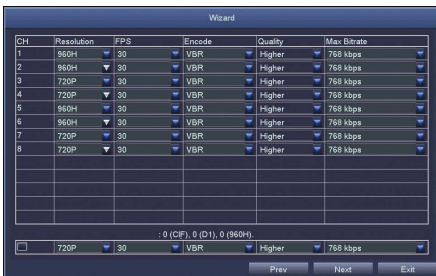 Wizard
CH Resolution FPS Encode Quality Max Bitrate
1 960H 30 VBR Higher 768 kbps
2 960H 30 VBR Higher 768 kbps
3 720P 30 VBR Higher 768 kbps
4 720P 30 VBR Higher 768 kbps
5 960H 30 VBR Higher 768 kbps
6 960H 30 VBR Higher 768 kbps
7 720P 30 VBR Higher 768 kbps
8 720P 30 VBR Higher 768 kbps
: 0 (CIF), 0 (D1), 0 (960H).
720P 30 VBR Higher 768 kbps
Prev Next Exit